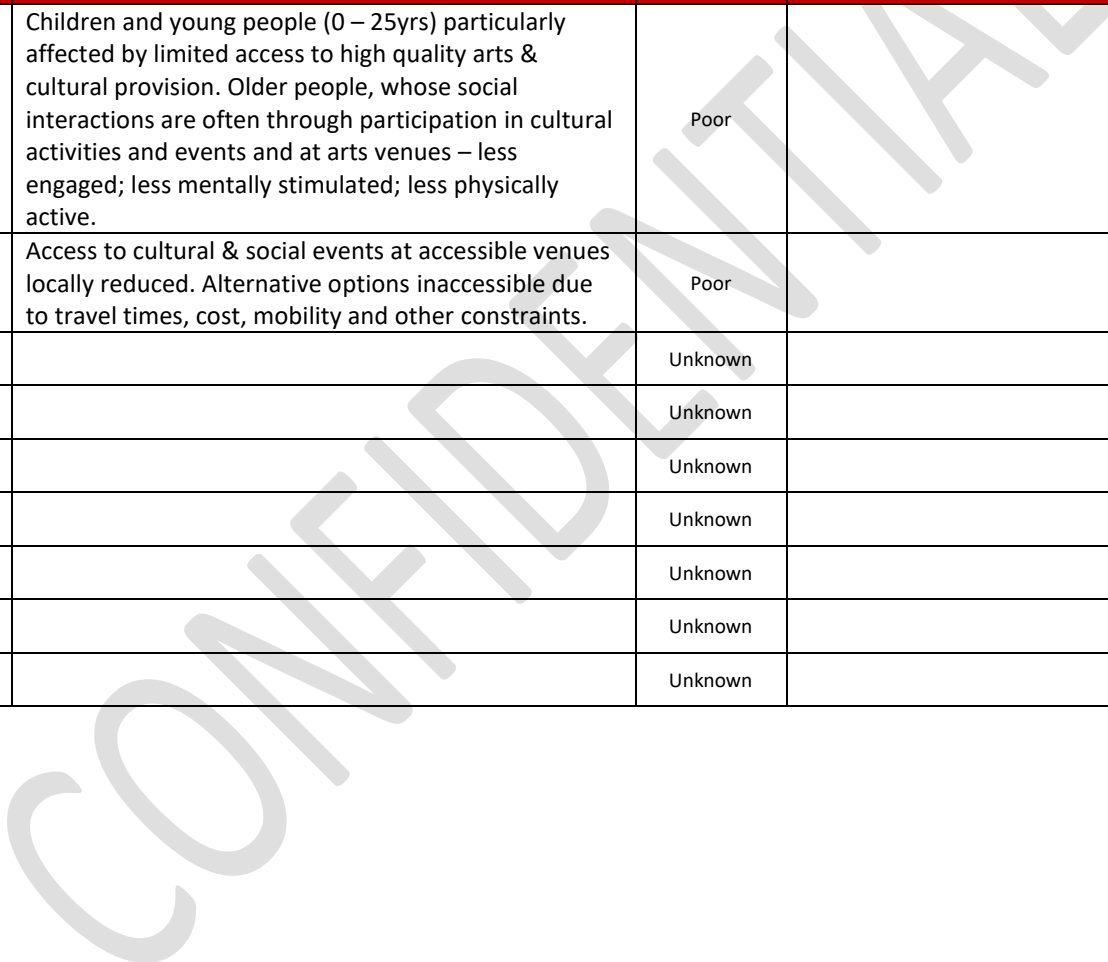 Children and young people (0 – 25yrs) particularly
affected by limited access to high quality arts &
cultural provision. Older people, whose social
interactions are often through participation in cultural
activities and events and at arts venues – less
engaged; less mentally stimulated; less physically
active.
Poor
Access to cultural & social events at accessible venues
locally reduced. Alternative options inaccessible due
to travel times, cost, mobility and other constraints.
Poor
Unknown
Unknown
Unknown
Unknown
Unknown
Unknown
Unknown
CONFIDENTIAL